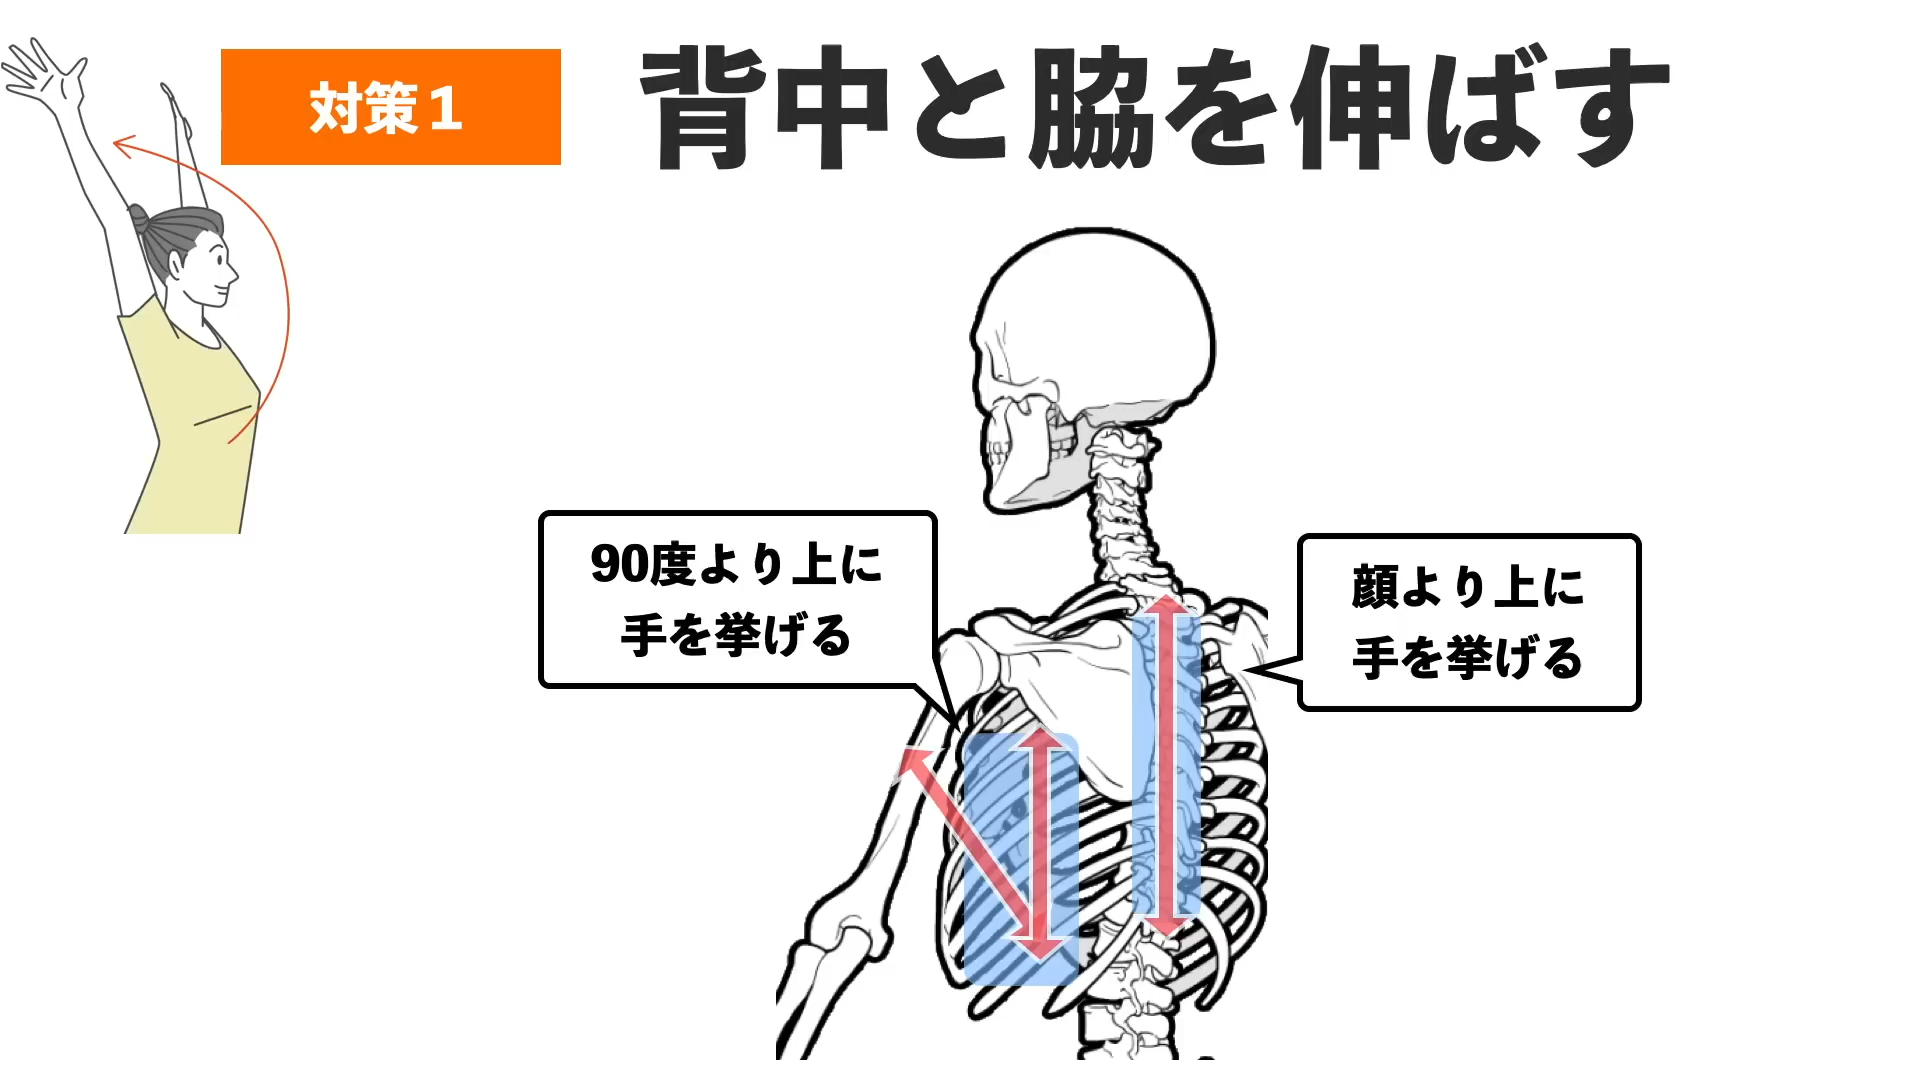 対策１
背中と脇を伸ばす
90度より上に
手を挙げる
顔より上に
手を挙げる